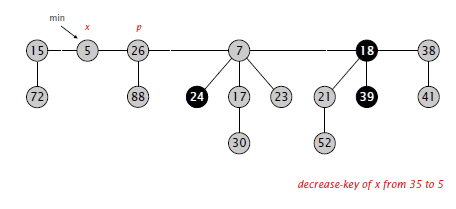 min
x p
15 5 26 7 18 38
72 88 24 17 23 21 39 41
30 52
decrease-key of x from 35 to 5